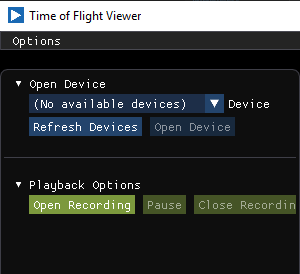 Time of Flight Viewer
Options
Open Device
(No available devices) Device
Refresh Devices Open Device
Playback Options
Open Recording Pause Close Recordin